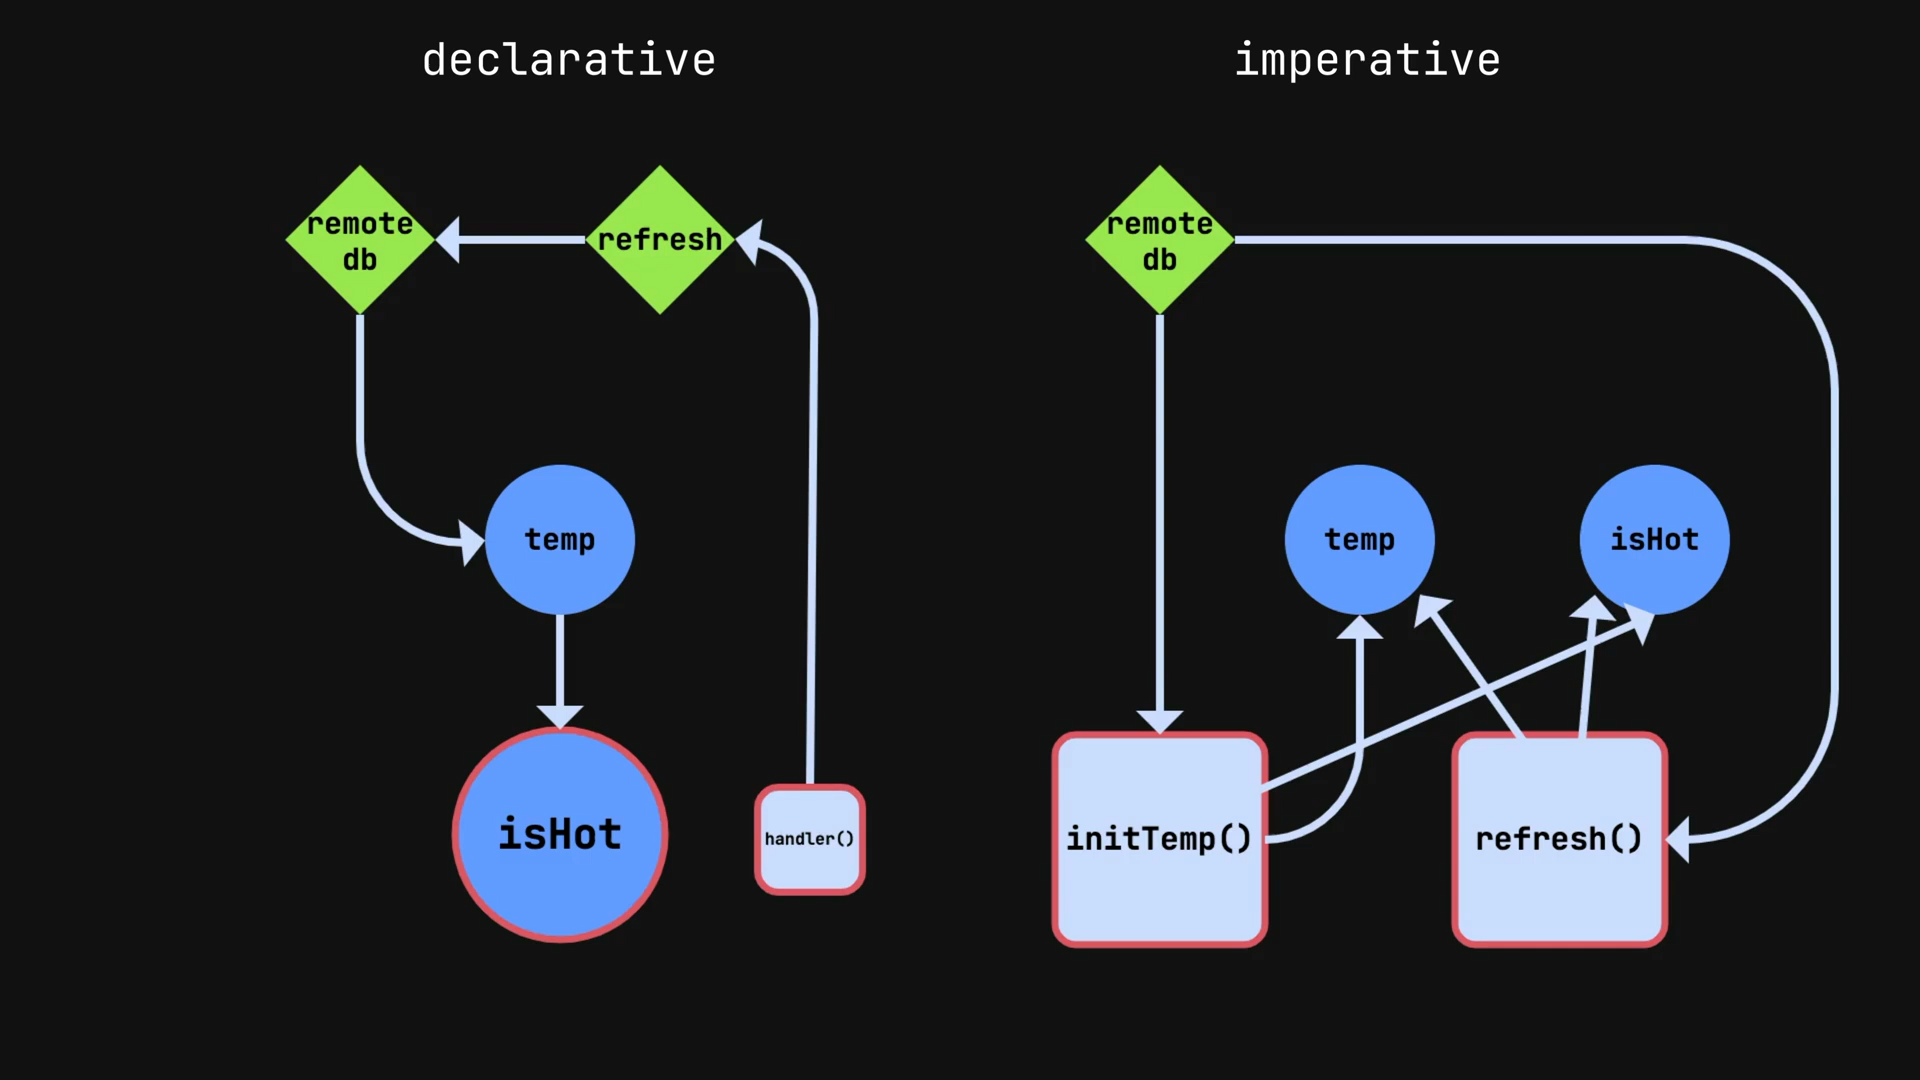 declarative
imperative
remote
db
refresh
remote
db
temp
temp
isHot
isHot
handler()
initTemp()
refresh()